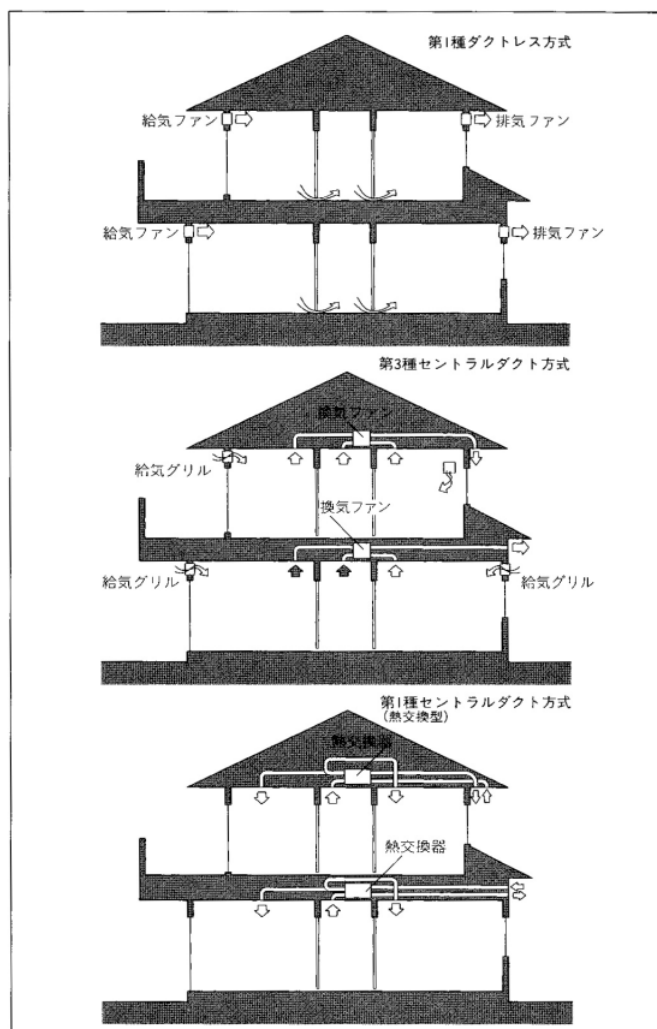 第1種ダクトレス方式
給気ファン
排気ファン
給気ファン
排気ファン
第3種セントラルダクト方式
換気ファン
給気グリル
換気ファン
給気グリル
給気グリル
第1種セントラルダクト方式
(熱交換型)
熱交換器
熱交換器